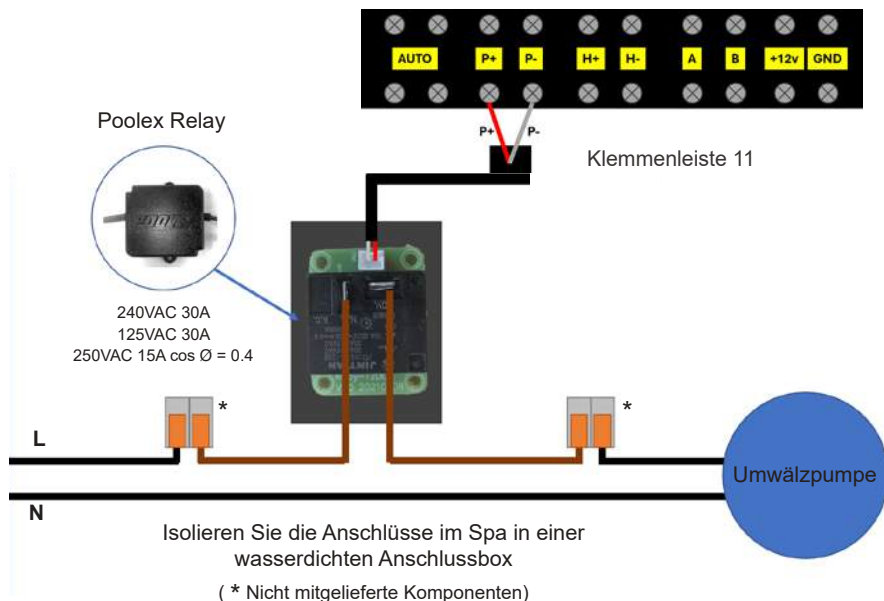 AUTO P+ P- H+ H- A B +12v GND
Poolex Relay
P+ P-
Klemmenleiste 11
240VAC 30A
125VAC 30A
250VAC 15A cos Ø = 0.4
*
*
L
Umwälzpumpe
N
Isolieren Sie die Anschlüsse im Spa in einer
wasserdichten Anschlussbox
( * Nicht mitgelieferte Komponenten)